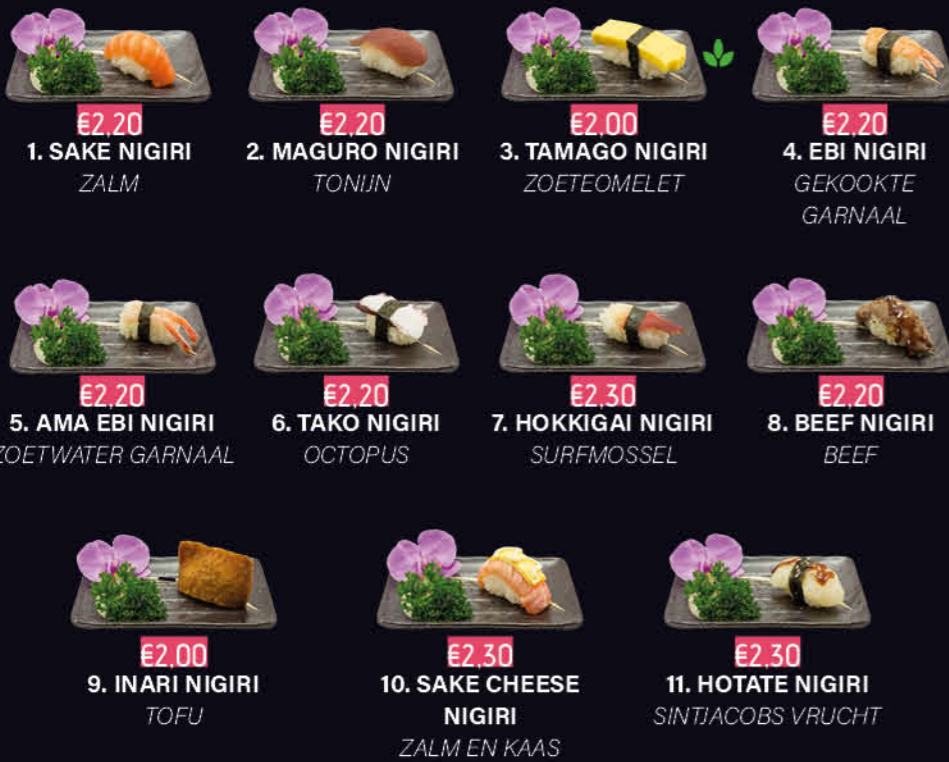 €2,20
1. SAKE NIGIRI
ZALM
€2,20
2. MAGURO NIGIRI
TONIJN
€2,00
3. TAMAGO NIGIRI
ZOETEOMELET
€2,20
4. EBI NIGIRI
GEKOOKTE
GARNAAL
€2,20
5. AMA EBI NIGIRI
ZOETWATER GARNAAL
€2,20
6. TAKO NIGIRI
OCTOPUS
€2,30
7. HOKKIGAI NIGIRI
SURFMOSSEL
€2,20
8. BEEF NIGIRI
BEEF
€2,00
9. INARI NIGIRI
TOFU
€2,30
10. SAKE CHEESE
NIGIRI
ZALM EN KAAS
€2,30
11. HOTATE NIGIRI
SINTJACOBS VRUCHT